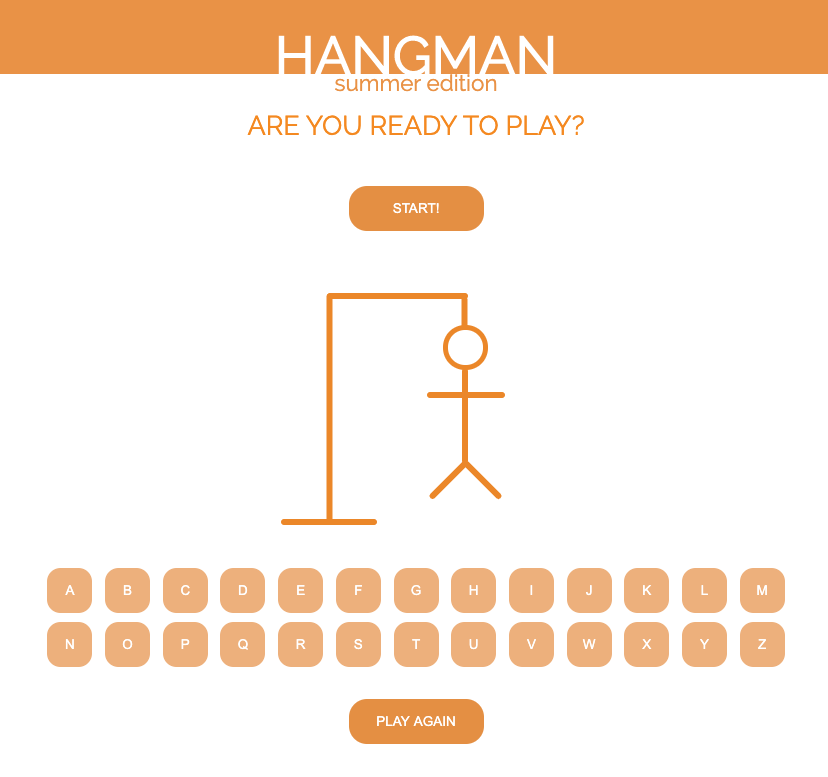 HANGMAN
summer edition
ARE YOU READY TO PLAY?
START!
A B C D E F G H I J K L M
N O P Q R S T U V W X Y Z
PLAY AGAIN